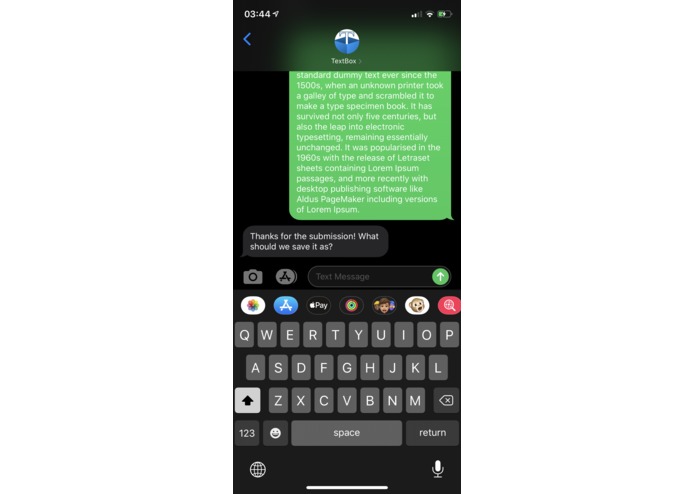 03:44
TextBox
standard dummy text ever since the
1500s, when an unknown printer took
a galley of type and scrambled it to
make a type specimen book. It has
survived not only five centuries, but
also the leap into electronic
typesetting, remaining essentially
unchanged. It was popularised in the
1960s with the release of Letraset
sheets containing Lorem Ipsum
passages, and more recently with
desktop publishing software like
Aldus PageMaker including versions
of Lorem Ipsum.
Thanks for the submission! What
should we save it as?
Text Message
Pay
Q W E R T Y U I O P
A S D F G H J K L
Z X C V B N M
123 space return